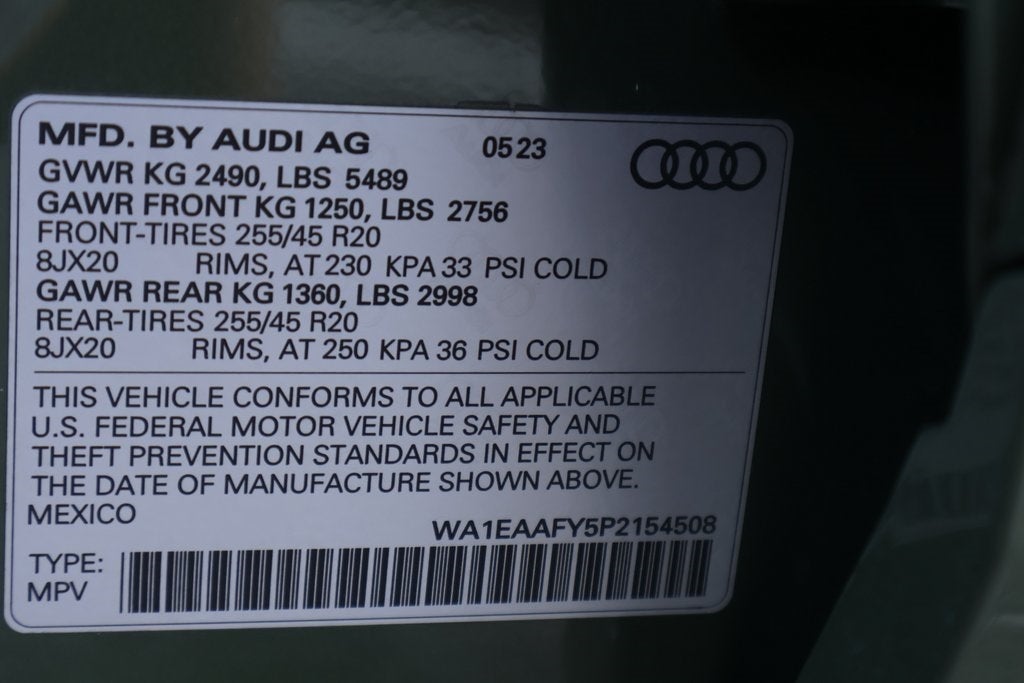 MFD. BY AUDI AG 05 23
GVWR KG 2490, LBS 5489
GAWR FRONT KG 1250, LBS 2756
FRONT-TIRES 255/45 R20
8JX20 RIMS, AT 230 KPA 33 PSI COLD
GAWR REAR KG 1360, LBS 2998
REAR-TIRES 255/45 R20
8JX20 RIMS, AT 250 KPA 36 PSI COLD
THIS VEHICLE CONFORMS TO ALL APPLICABLE
U.S. FEDERAL MOTOR VEHICLE SAFETY AND
THEFT PREVENTION STANDARDS IN EFFECT ON
THE DATE OF MANUFACTURE SHOWN ABOVE.
MEXICO
WA1EAAFY5P2154508
TYPE:
MPV